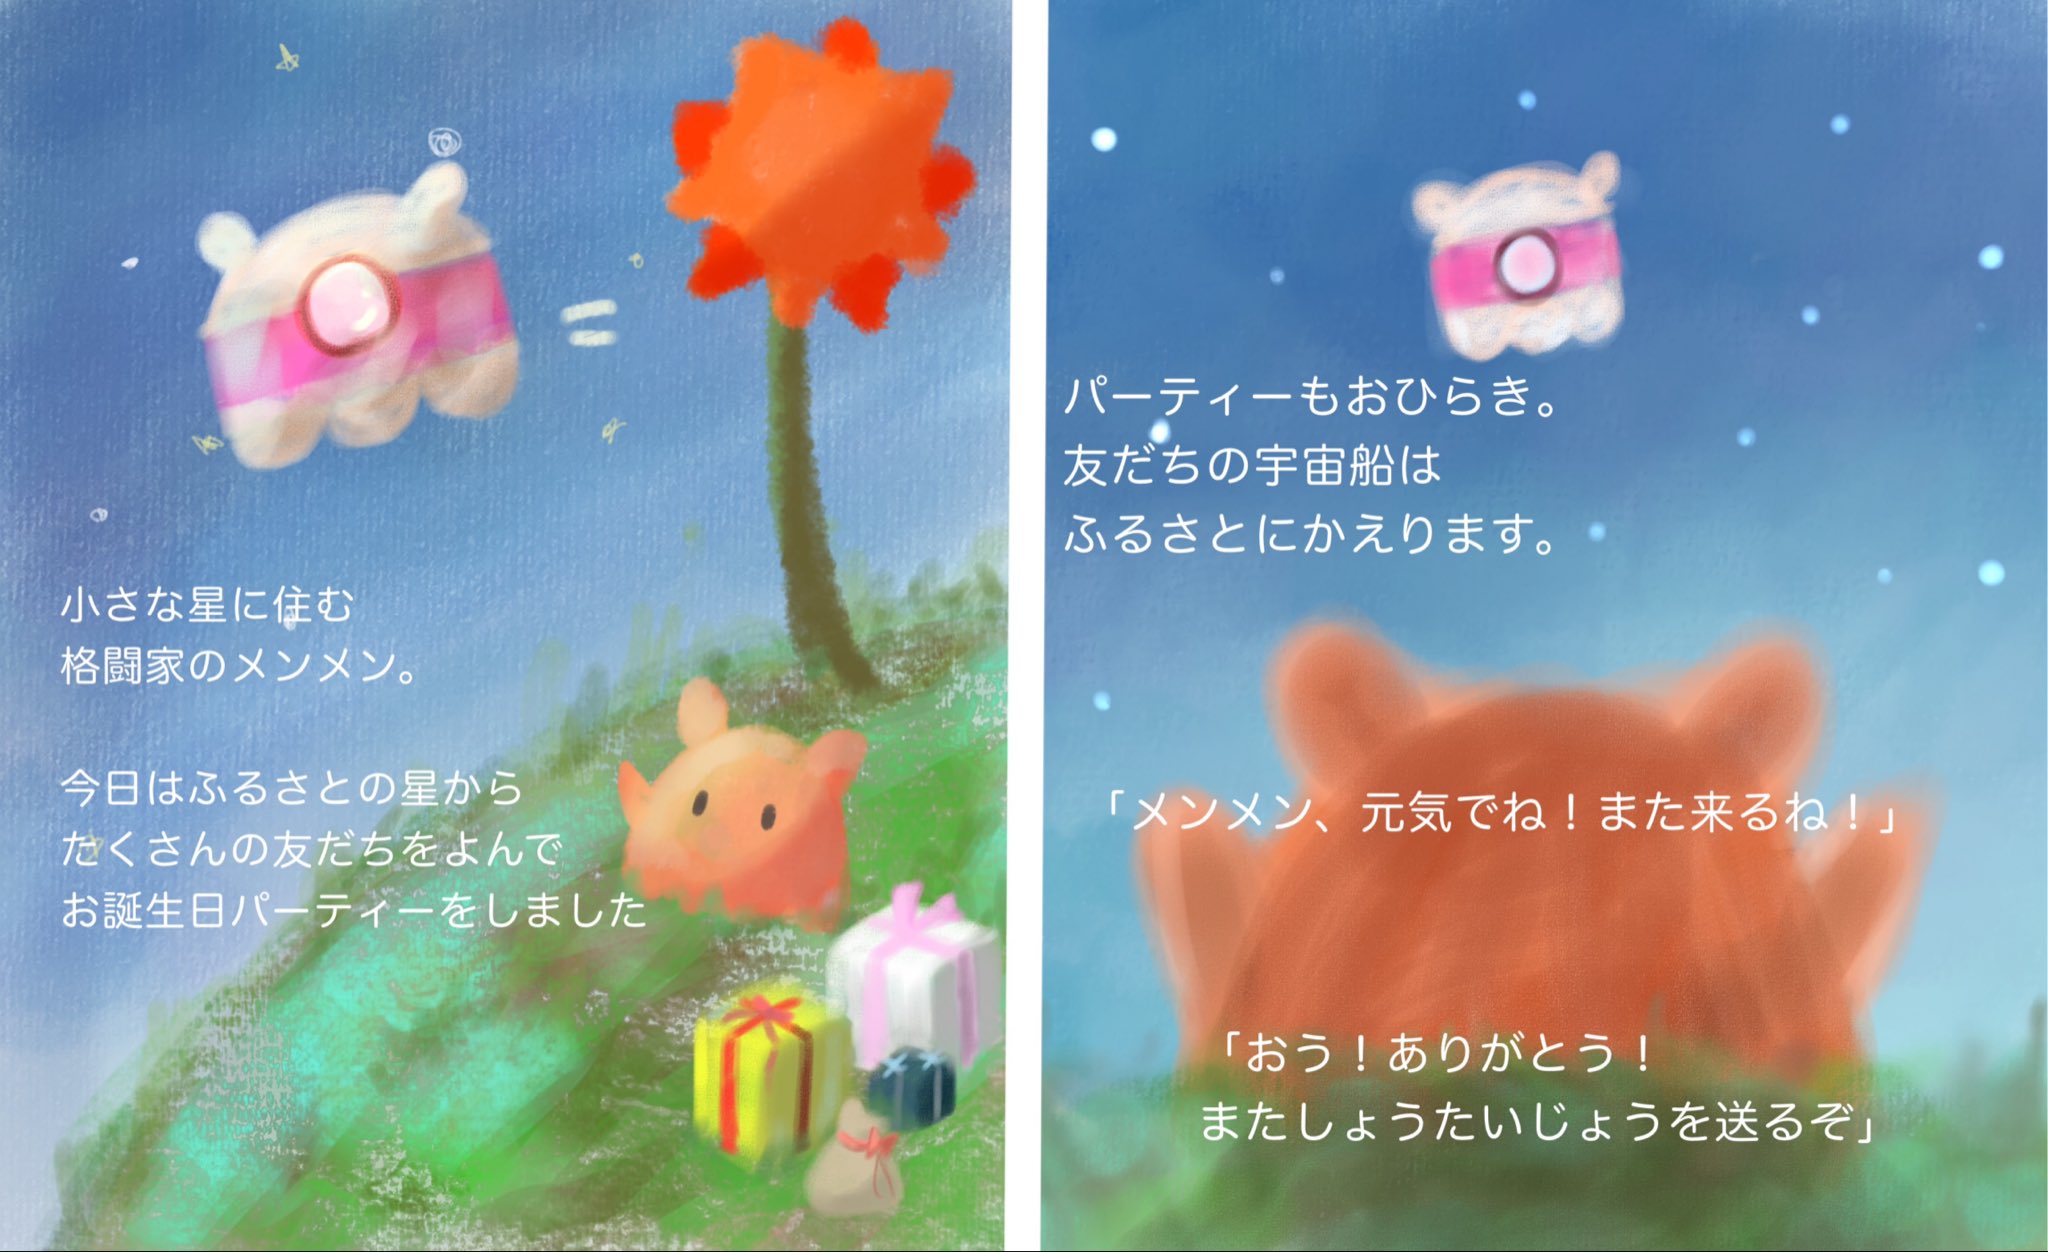 小さな星に住む
格闘家のメンメン。
今日はふるさとの星から
たくさんの友だちをよんで
お誕生日パーティーをしました
パーティーもおひらき。
友だちの宇宙船は
ふるさとにかえります。
「メンメン、元気でね！また来るね！」
「おう！ありがとう！
またしょうたいじょうを送るぞ」